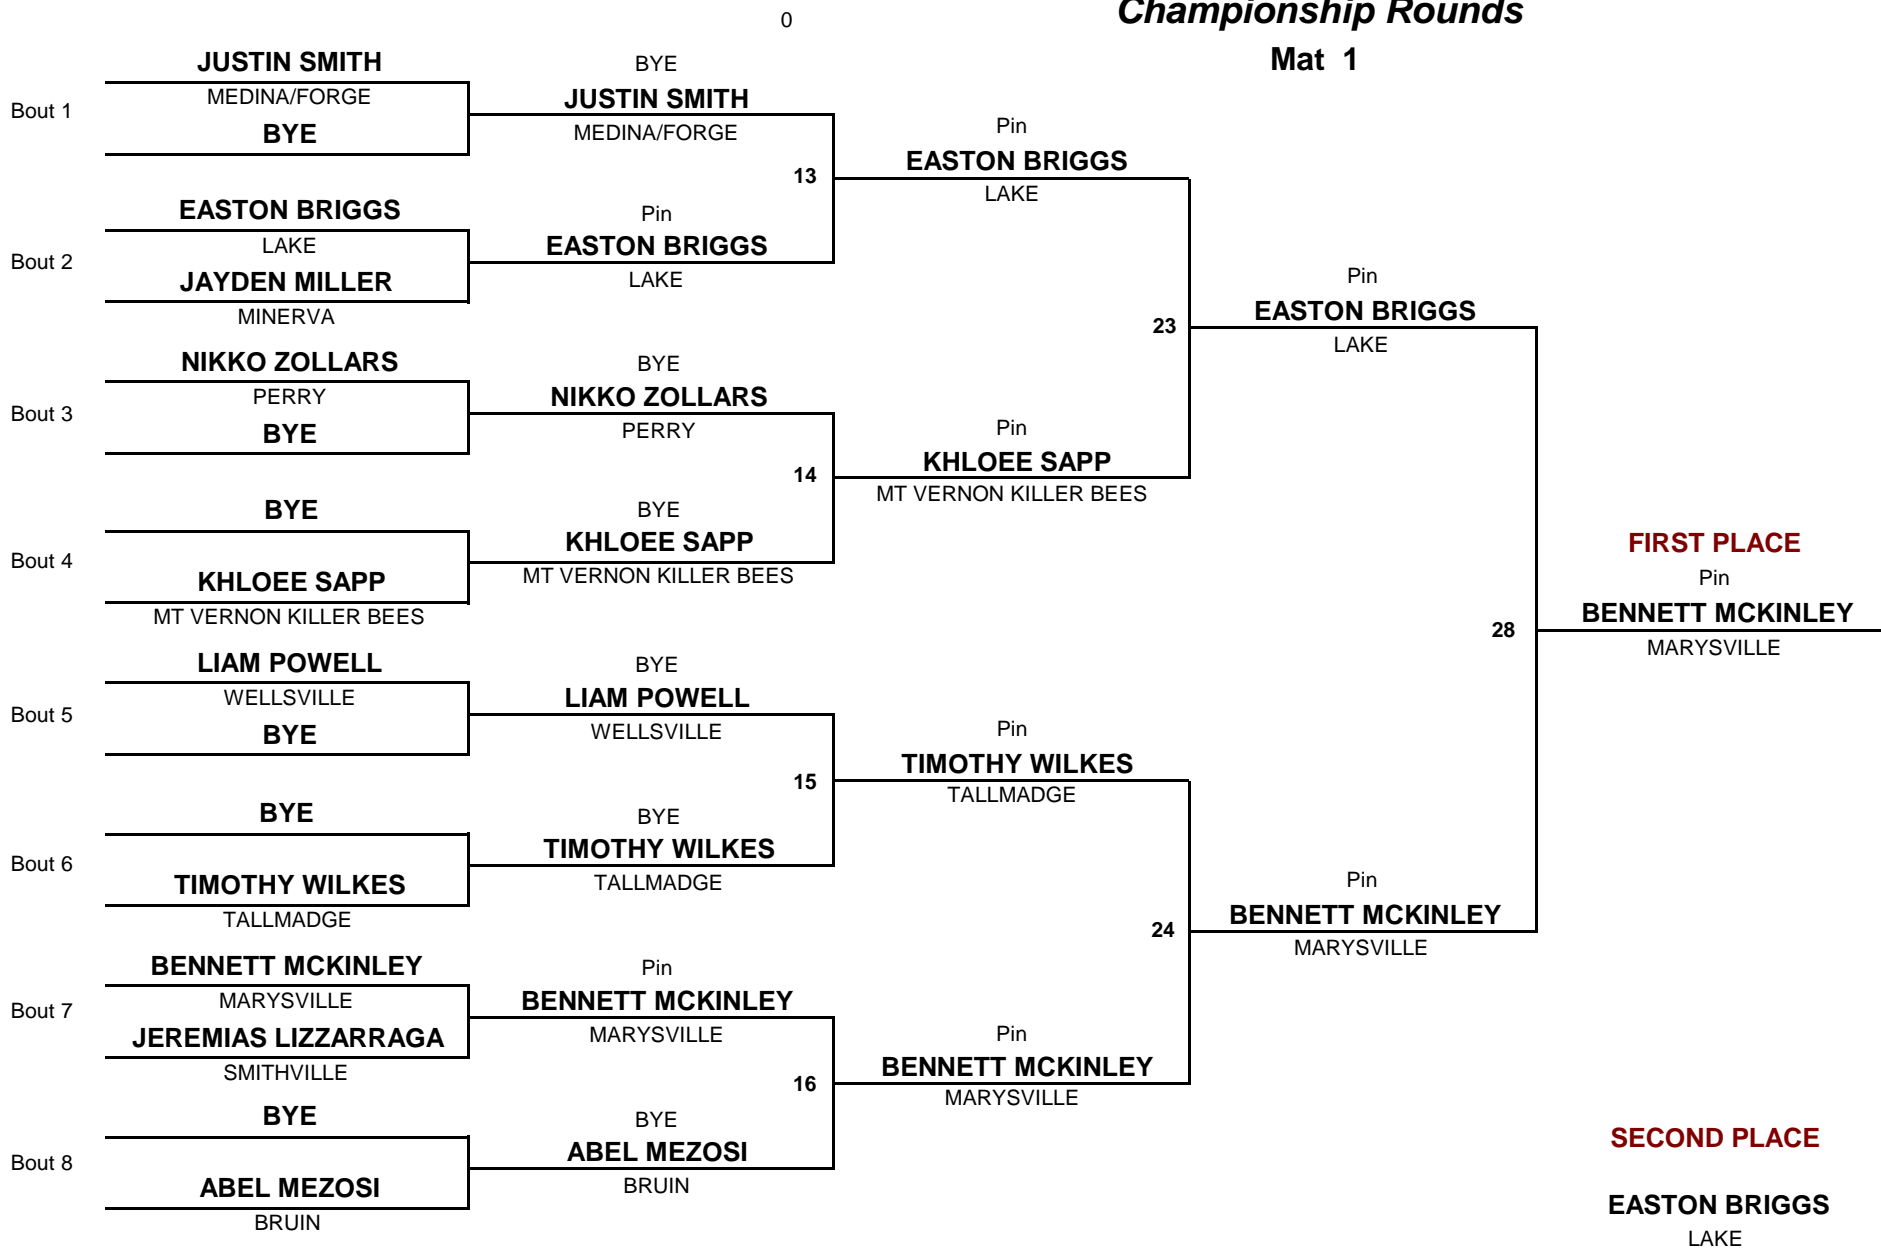 0
Championship Rounds
Mat 1
Bout 1
JUSTIN SMITH
MEDINA/FORGE
BYE
Bout 2
EASTON BRIGGS
LAKE
JAYDEN MILLER
MINERVA
Bout 3
NIKKO ZOLLARS
PERRY
BYE
Bout 4
BYE
KHLOEE SAPP
MT VERNON KILLER BEES
Bout 5
LIAM POWELL
WELLSVILLE
BYE
Bout 6
BYE
TIMOTHY WILKES
TALLMADGE
Bout 7
BENNETT MCKINLEY
MARYSVILLE
JEREMIAS LIZZARRAGA
SMITHVILLE
Bout 8
BYE
ABEL MEZOSI
BRUIN
BYE
JUSTIN SMITH
MEDINA/FORGE
13
Pin
EASTON BRIGGS
LAKE
BYE
NIKKO ZOLLARS
PERRY
14
BYE
KHLOEE SAPP
MT VERNON KILLER BEES
BYE
LIAM POWELL
WELLSVILLE
15
BYE
TIMOTHY WILKES
TALLMADGE
Pin
BENNETT MCKINLEY
MARYSVILLE
16
BYE
ABEL MEZOSI
BRUIN
Pin
EASTON BRIGGS
LAKE
23
Pin
KHLOEE SAPP
MT VERNON KILLER BEES
Pin
TIMOTHY WILKES
TALLMADGE
24
Pin
BENNETT MCKINLEY
MARYSVILLE
Pin
EASTON BRIGGS
LAKE
28
Pin
BENNETT MCKINLEY
MARYSVILLE
FIRST PLACE
Pin
BENNETT MCKINLEY
MARYSVILLE
SECOND PLACE
EASTON BRIGGS
LAKE